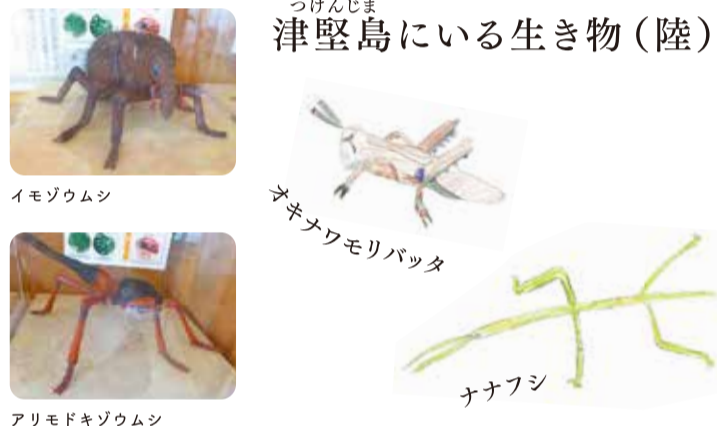 つけんじま
津堅島にいる生き物（陸）
イモゾウムシ
オキナワモリバッタ
アリモドキゾウムシ
ナナフシ